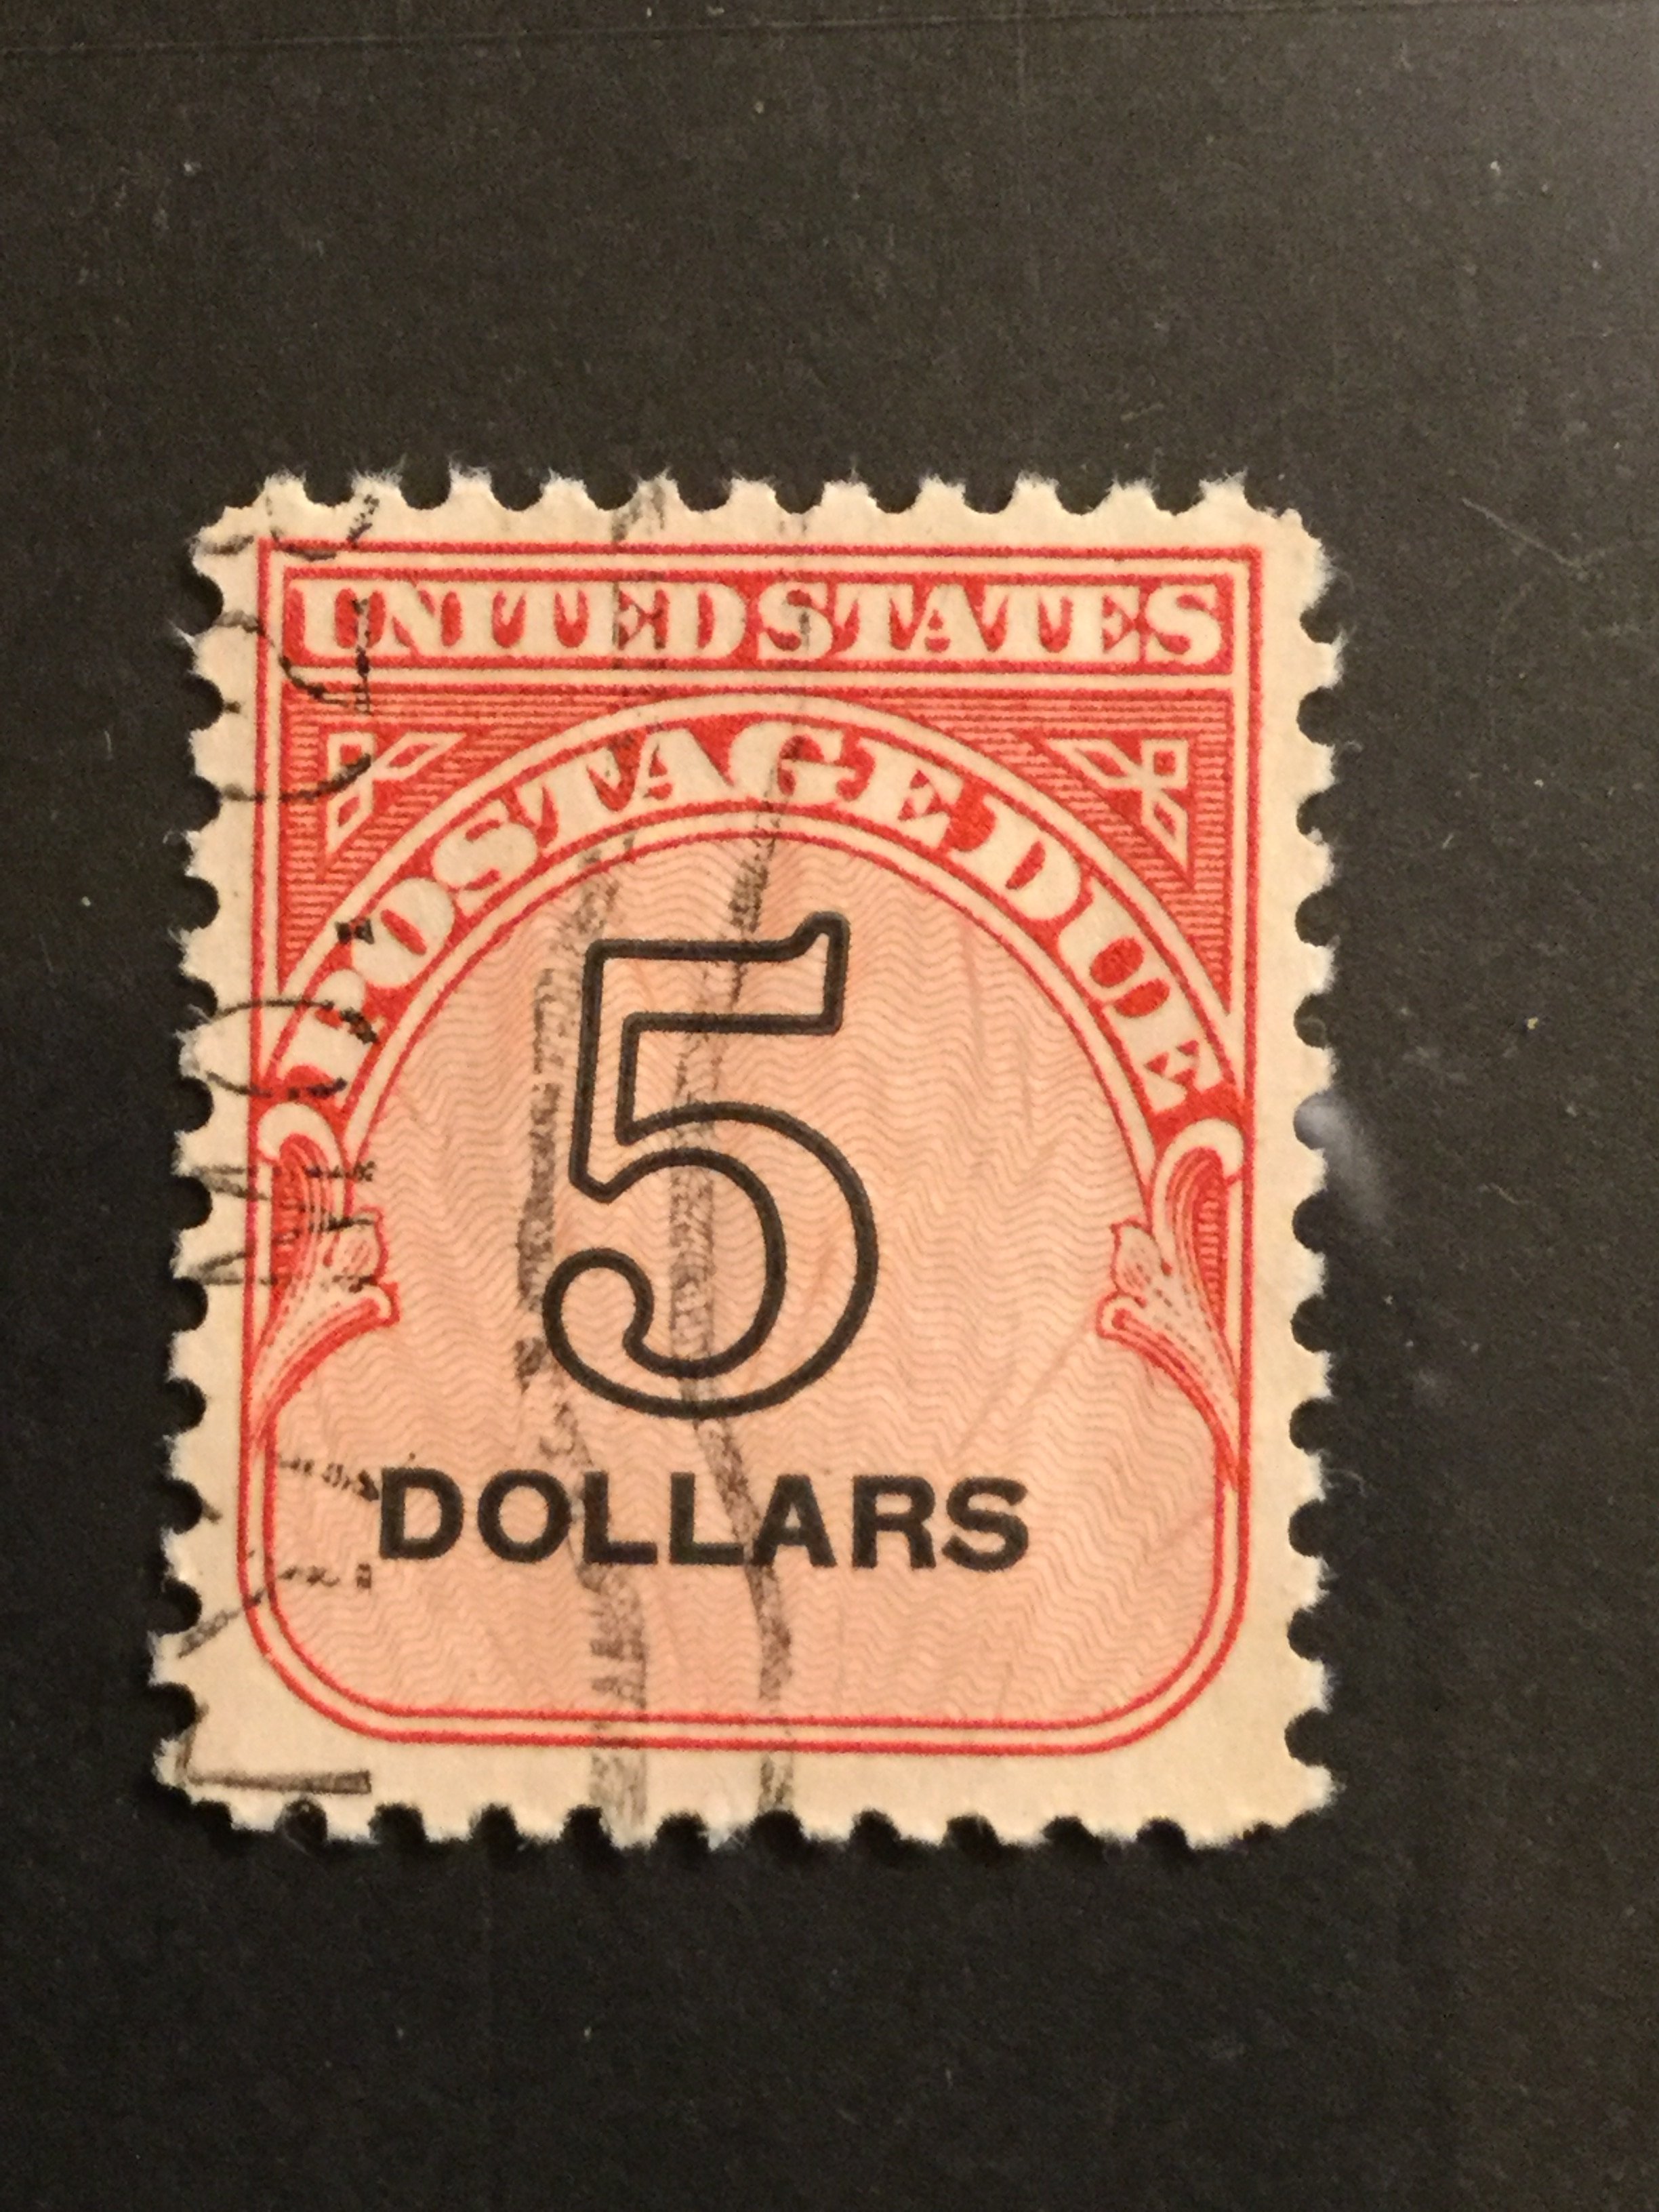 UNITED STATES
POSTAGE DUE
5
DOLLARS